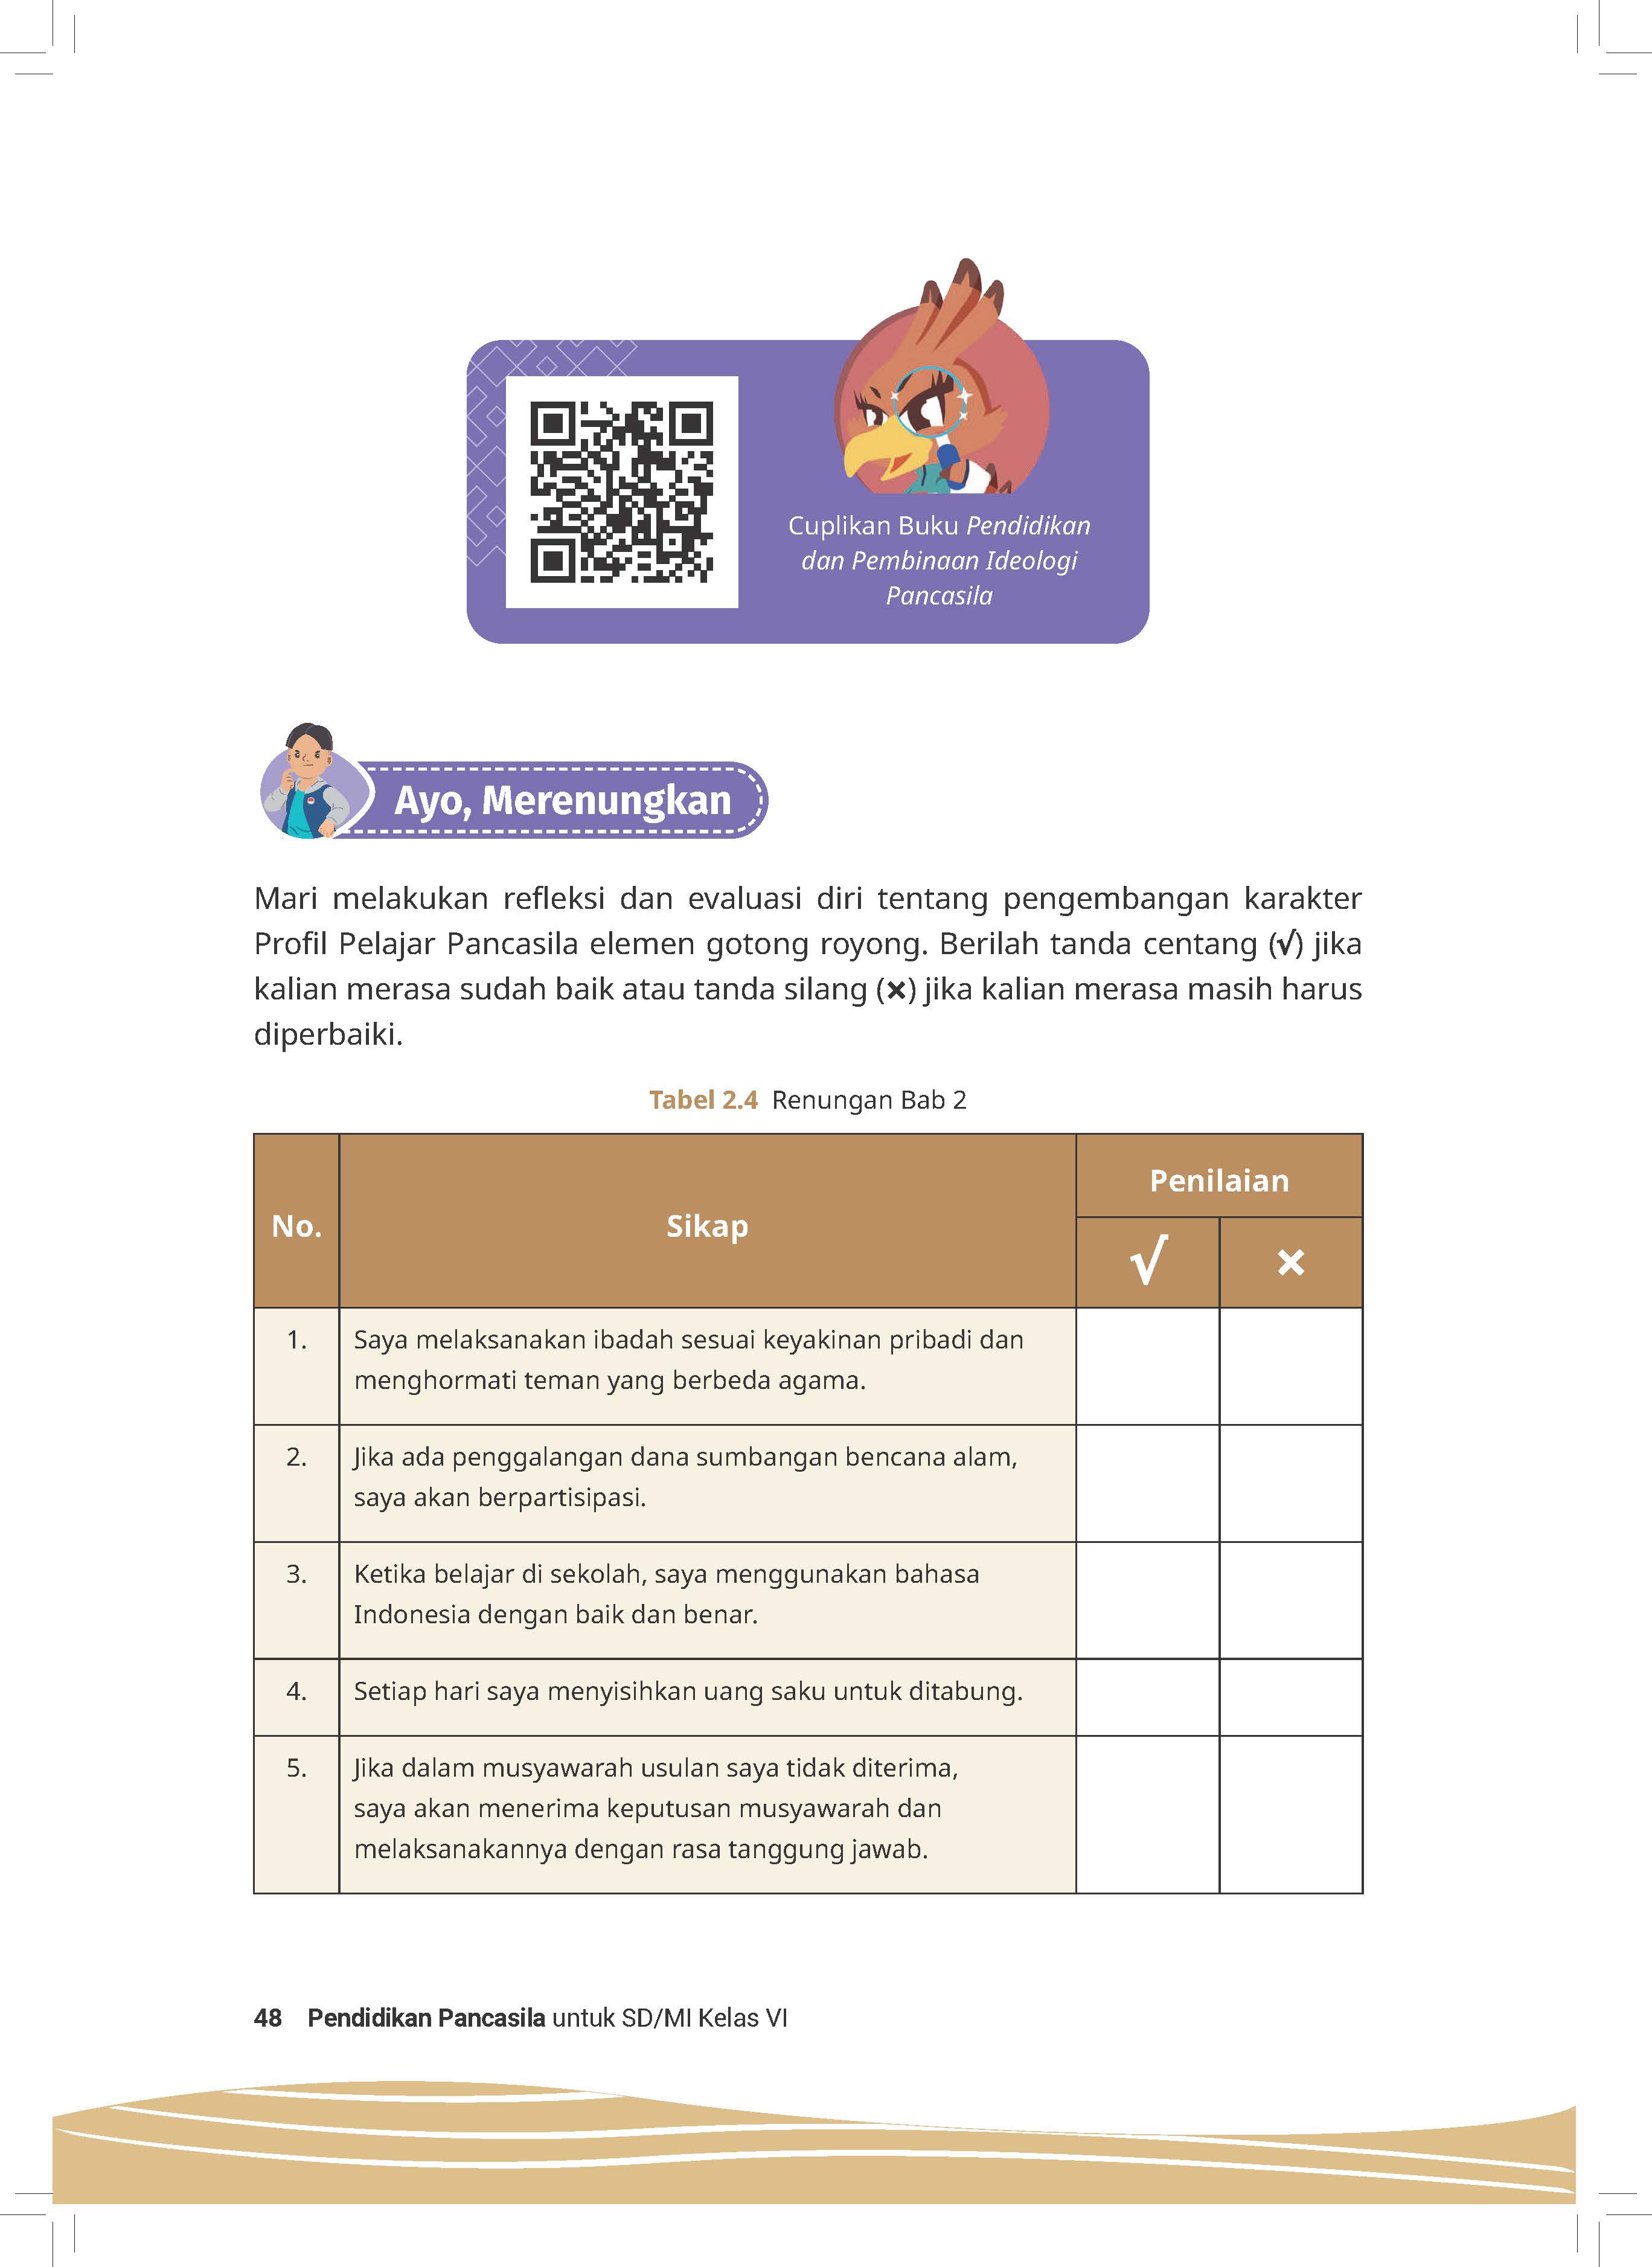 Cuplikan Buku Pendidikan
dan Pembinaan Ideologi
Pancasila
Ayo, Merenungkan
Mari melakukan refleksi dan evaluasi diri tentang pengembangan karakter
Profil Pelajar Pancasila elemen gotong royong. Berilah tanda centang (√) jika
kalian merasa sudah baik atau tanda silang (×) jika kalian merasa masih harus
diperbaiki.
Tabel 2.4 Renungan Bab 2
No. Sikap Penilaian
√ ×
1. Saya melaksanakan ibadah sesuai keyakinan pribadi dan
menghormati teman yang berbeda agama.
2. Jika ada penggalangan dana sumbangan bencana alam,
saya akan berpartisipasi.
3. Ketika belajar di sekolah, saya menggunakan bahasa
Indonesia dengan baik dan benar.
4. Setiap hari saya menyisihkan uang saku untuk ditabung.
5. Jika dalam musyawarah usulan saya tidak diterima,
saya akan menerima keputusan musyawarah dan
melaksanakannya dengan rasa tanggung jawab.
48 Pendidikan Pancasila untuk SD/MI Kelas VI